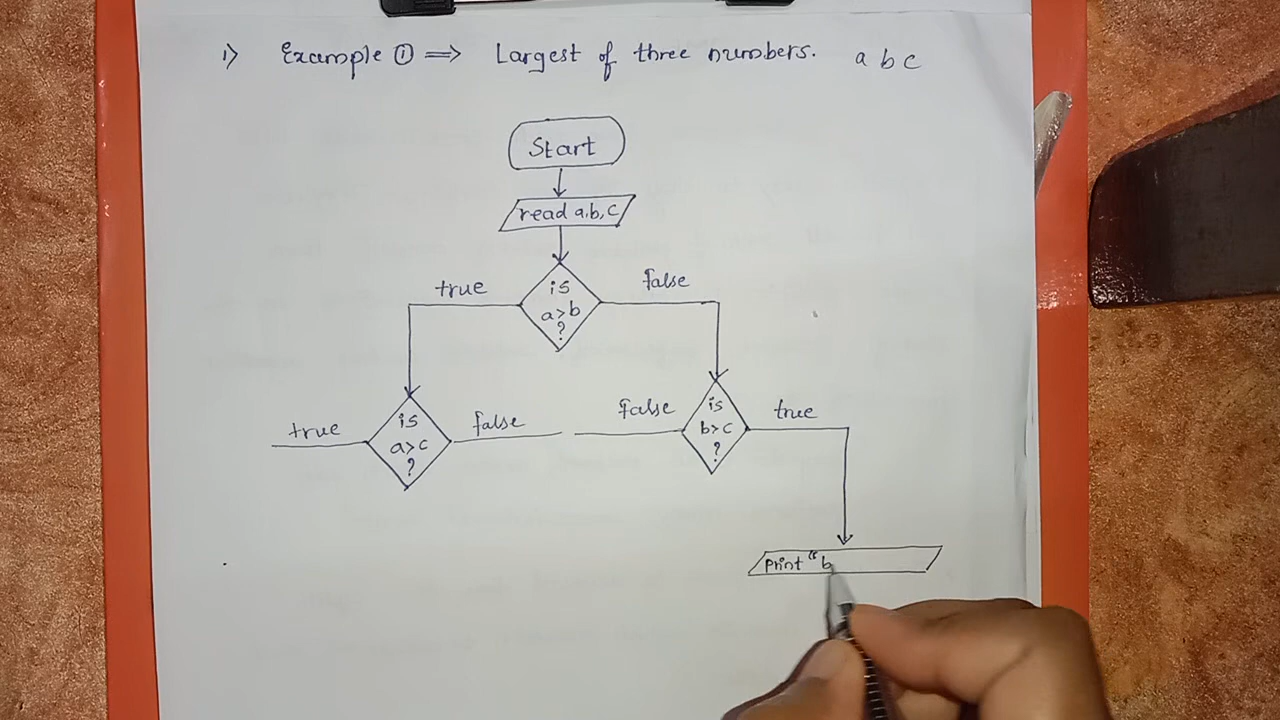 1) Example ① ⟹ Largest of three numbers. a b c
Start
read a,b,c
true
is
a>b
?
false
true
is
a>c
?
false
false
is
b>c
?
true
Print “b